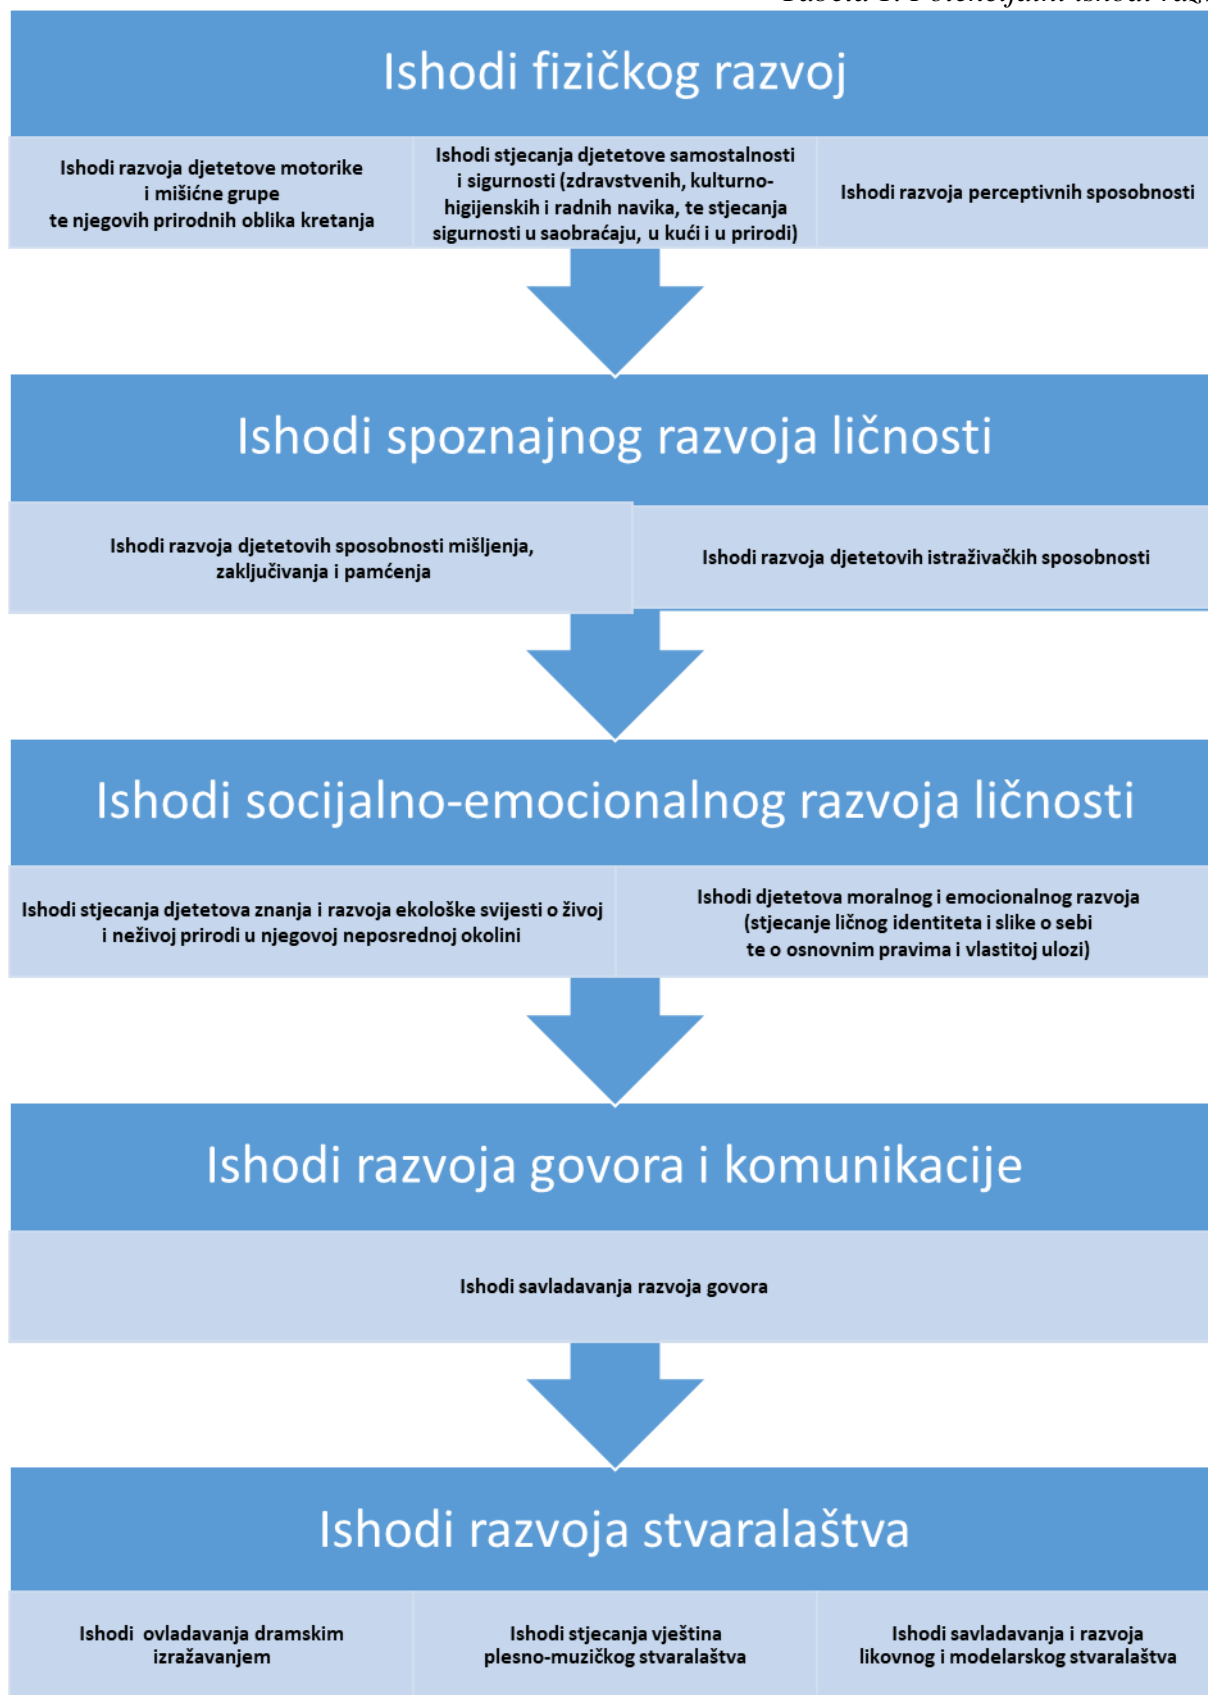 Ishodi fizičkog razvoj
Ishodi razvoja djetetove motorike
i mišićne grupe
te njegovih prirodnih oblika kretanja
Ishodi stjecanja djetetove samostalnosti
i sigurnosti (zdravstvenih, kulturno-
higijenskih i radnih navika, te stjecanja
sigurnosti u saobraćaju, u kući i u prirodi)
Ishodi razvoja perceptivnih sposobnosti
Ishodi spoznajnog razvoja ličnosti
Ishodi razvoja djetetovih sposobnosti mišljenja,
zaključivanja i pamćenja
Ishodi razvoja djetetovih istraživačkih sposobnosti
Ishodi socijalno-emocionalnog razvoja ličnosti
Ishodi stjecanja djetetova znanja i razvoja ekološke svijesti o živoj
i neživoj prirodi u njegovoj neposrednoj okolini
Ishodi djetetova moralnog i emocionalnog razvoja
(stjecanje ličnog identiteta i slike o sebi
te o osnovnim pravima i vlastitoj ulozi)
Ishodi razvoja govora i komunikacije
Ishodi savladavanja razvoja govora
Ishodi razvoja stvaralaštva
Ishodi ovladavanja dramskim
izražavanjem
Ishodi stjecanja vještina
plesno-muzičkog stvaralaštva
Ishodi savladavanja i razvoja
likovnog i modelarskog stvaralaštva